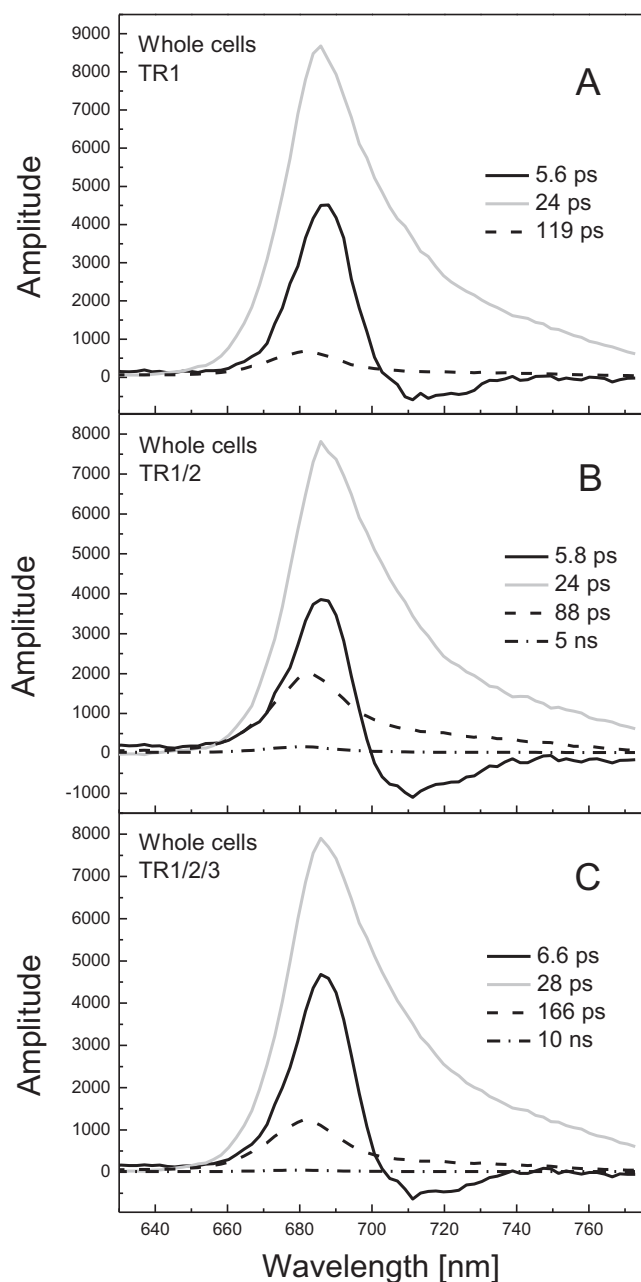 Whole cells
TR1
A
5.6 ps
24 ps
119 ps
Amplitude
9000
8000
7000
6000
5000
4000
3000
2000
1000
0
Whole cells
TR1/2
B
5.8 ps
24 ps
88 ps
5 ns
Amplitude
8000
7000
6000
5000
4000
3000
2000
1000
0
-1000
Whole cells
TR1/2/3
C
6.6 ps
28 ps
166 ps
10 ns
Amplitude
8000
7000
6000
5000
4000
3000
2000
1000
0
640 660 680 700 720 740 760
Wavelength [nm]